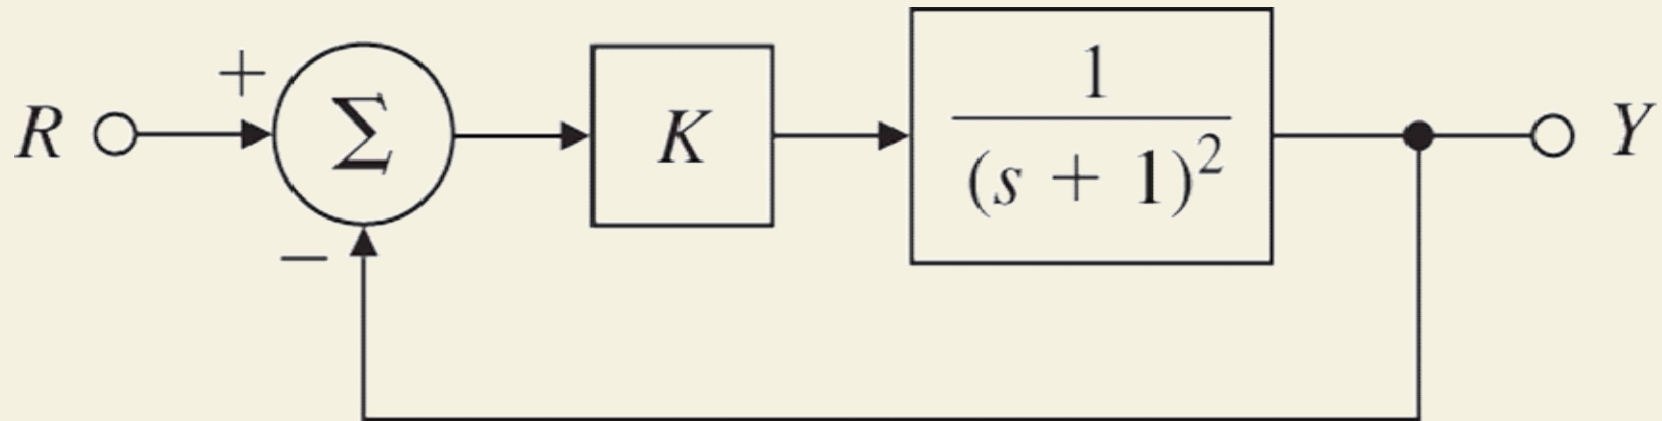 R + Σ − K 1 / (s + 1)² Y